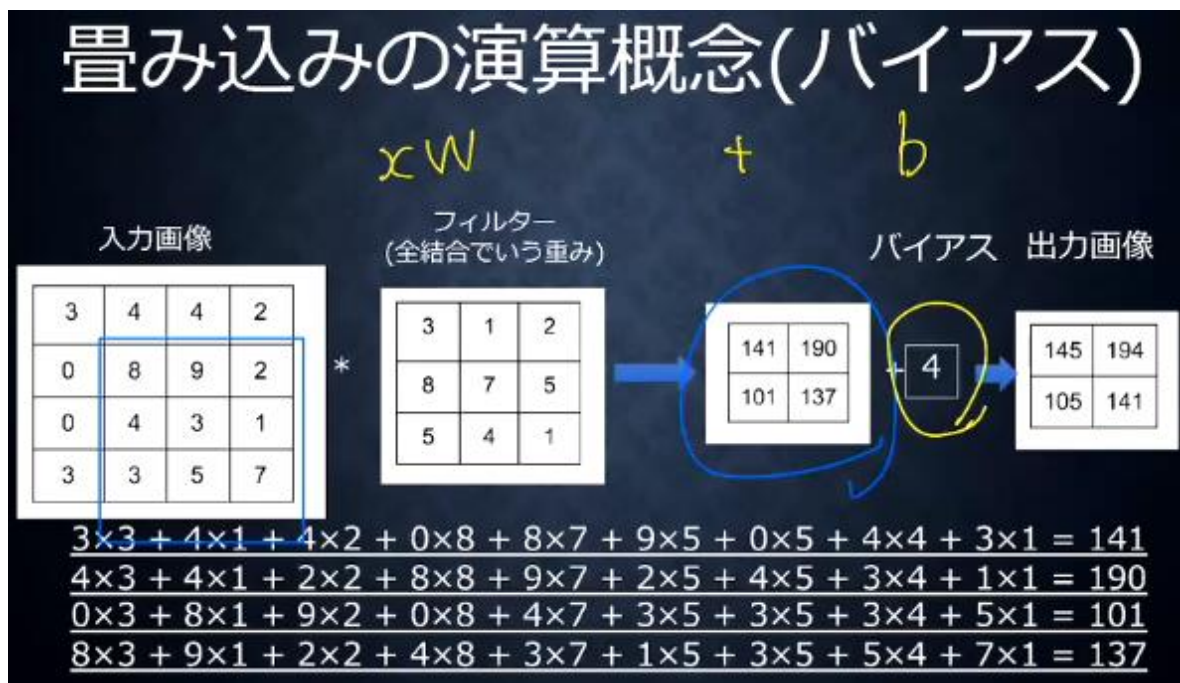 畳み込みの演算概念(バイアス)
xW + b
入力画像
フィルター
(全結合でいう重み)
バイアス
出力画像
3 4 4 2
0 8 9 2
0 4 3 1
3 3 5 7
*
3 1 2
8 7 5
5 4 1
141 190
101 137
+ 4
145 194
105 141
3×3 + 4×1 + 4×2 + 0×8 + 8×7 + 9×5 + 0×5 + 4×4 + 3×1 = 141
4×3 + 4×1 + 2×2 + 8×8 + 9×7 + 2×5 + 4×5 + 3×4 + 1×1 = 190
0×3 + 8×1 + 9×2 + 0×8 + 4×7 + 3×5 + 3×5 + 3×4 + 5×1 = 101
8×3 + 9×1 + 2×2 + 4×8 + 3×7 + 1×5 + 3×5 + 5×4 + 7×1 = 137